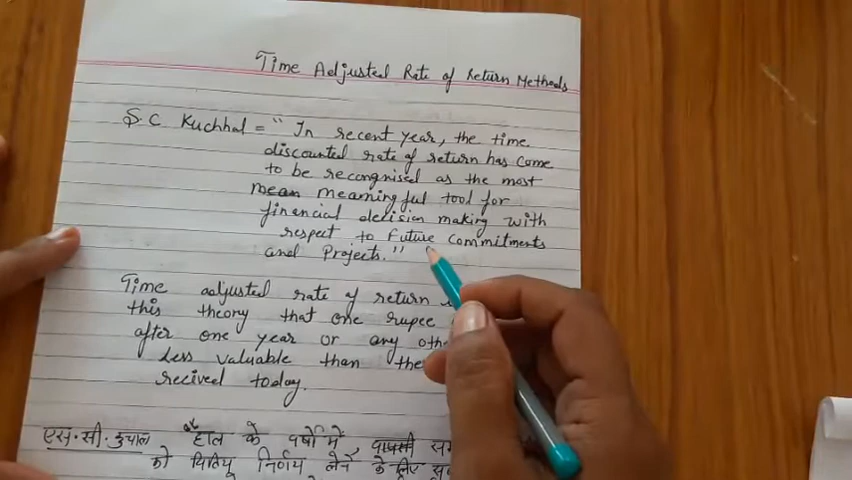 Time Adjusted Rate of Return Methods
S.C Kuchhal = "In recent year, the time
discounted rate of return has come
to be recongnised as the most
mean meaningful tool for
financial decision making with
respect to future commitments
and Projects."
Time adjusted rate of return
this theory that one rupee
after one year or any
Less valuable than the
recived today.
एस. सी. कुचाल हाल के वर्षों में, वापसी
को वित्तिय निर्णय लेने के लिए